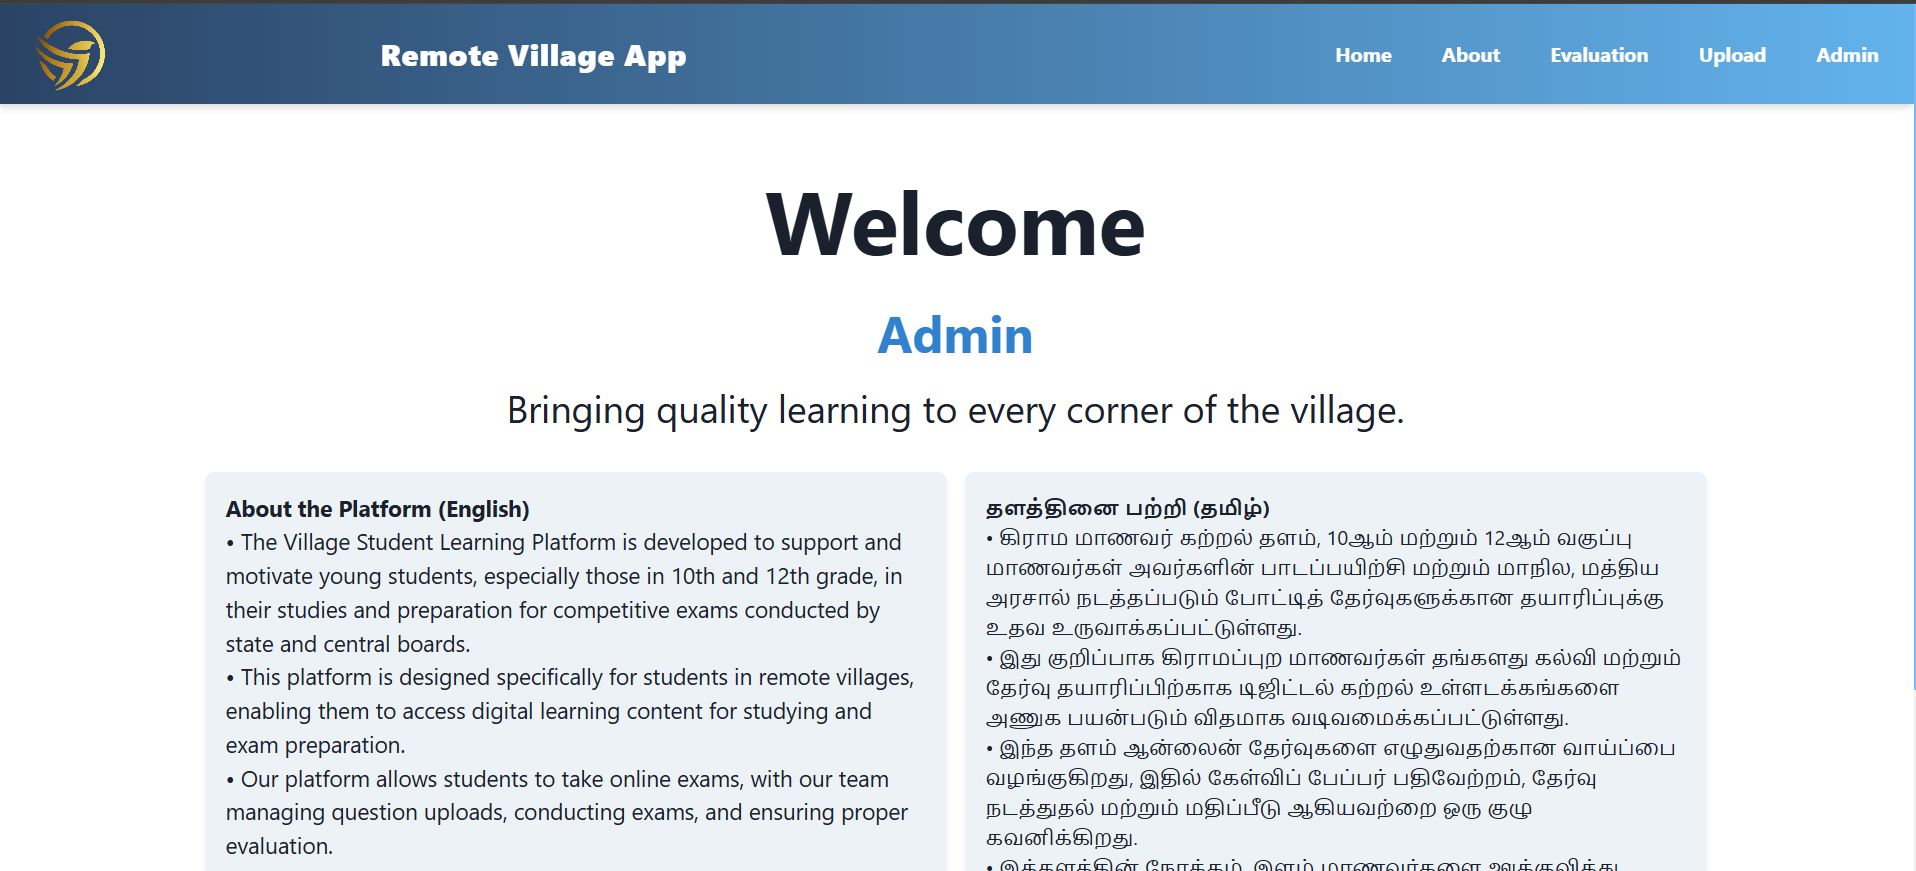 Remote Village App
Home About Evaluation Upload Admin
Welcome
Admin
Bringing quality learning to every corner of the village.
About the Platform (English)
• The Village Student Learning Platform is developed to support and
motivate young students, especially those in 10th and 12th grade, in
their studies and preparation for competitive exams conducted by
state and central boards.
• This platform is designed specifically for students in remote villages,
enabling them to access digital learning content for studying and
exam preparation.
• Our platform allows students to take online exams, with our team
managing question uploads, conducting exams, and ensuring proper
evaluation.
தளத்தினை பற்றி (தமிழ்)
• கிராம மாணவர் கற்றல் தளம், 10ஆம் மற்றும் 12ஆம் வகுப்பு
மாணவர்கள் அவர்களின் பாடப்பயிற்சி மற்றும் மாநில, மத்திய
அரசால் நடத்தப்படும் போட்டித் தேர்வுகளுக்கான தயாரிப்புக்கு
உதவ உருவாக்கப்பட்டுள்ளது.
• இது குறிப்பாக கிராமப்புற மாணவர்கள் தங்களது கல்வி மற்றும்
தேர்வு தயாரிப்பிற்காக டிஜிட்டல் கற்றல் உள்ளடக்கங்களை
அணுக பயன்படும் விதமாக வடிவமைக்கப்பட்டுள்ளது.
• இந்த தளம் ஆன்லைன் தேர்வுகளை எழுதுவதற்கான வாய்ப்பை
வழங்குகிறது, இதில் கேள்விப் பேப்பர் பதிவேற்றம், தேர்வு
நடத்துதல் மற்றும் மதிப்பீடு ஆகியவற்றை ஒரு குழு
கவனிக்கிறது.
• இத்தளத்தின் நோக்கம், இளம் மாணவர்களை ஊக்குவித்து